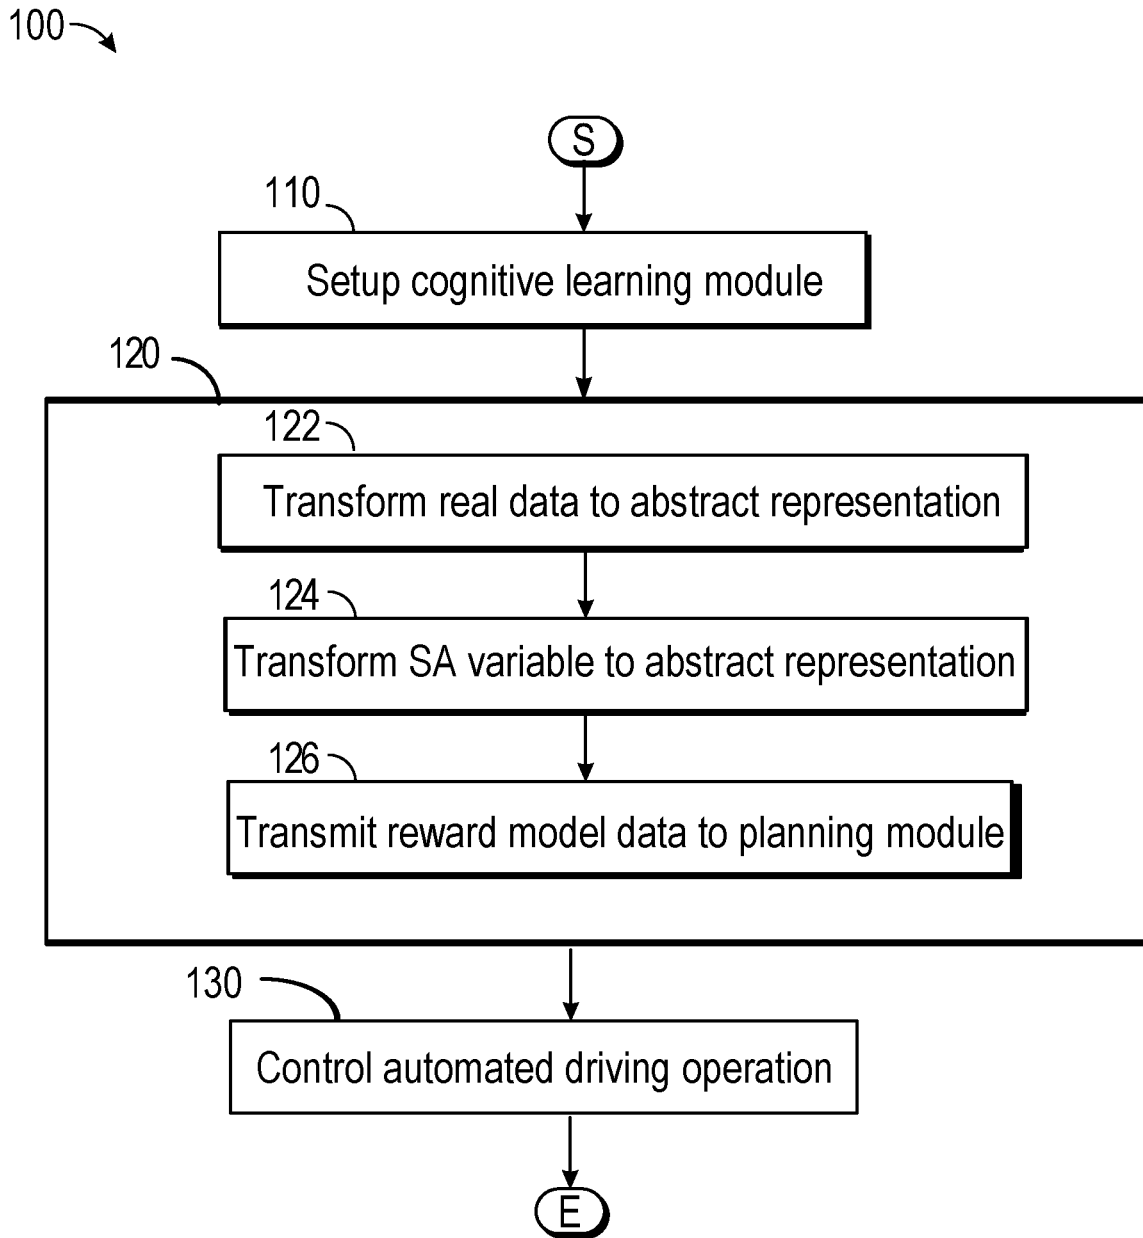 100
S
110
Setup cognitive learning module
120
122
Transform real data to abstract representation
124
Transform SA variable to abstract representation
126
Transmit reward model data to planning module
130
Control automated driving operation
E